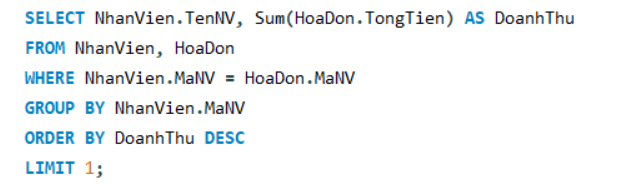 SELECT NhanVien.TenNV, Sum(HoaDon.TongTien) AS DoanhThu
FROM NhanVien, HoaDon
WHERE NhanVien.MaNV = HoaDon.MaNV
GROUP BY NhanVien.MaNV
ORDER BY DoanhThu DESC
LIMIT 1;